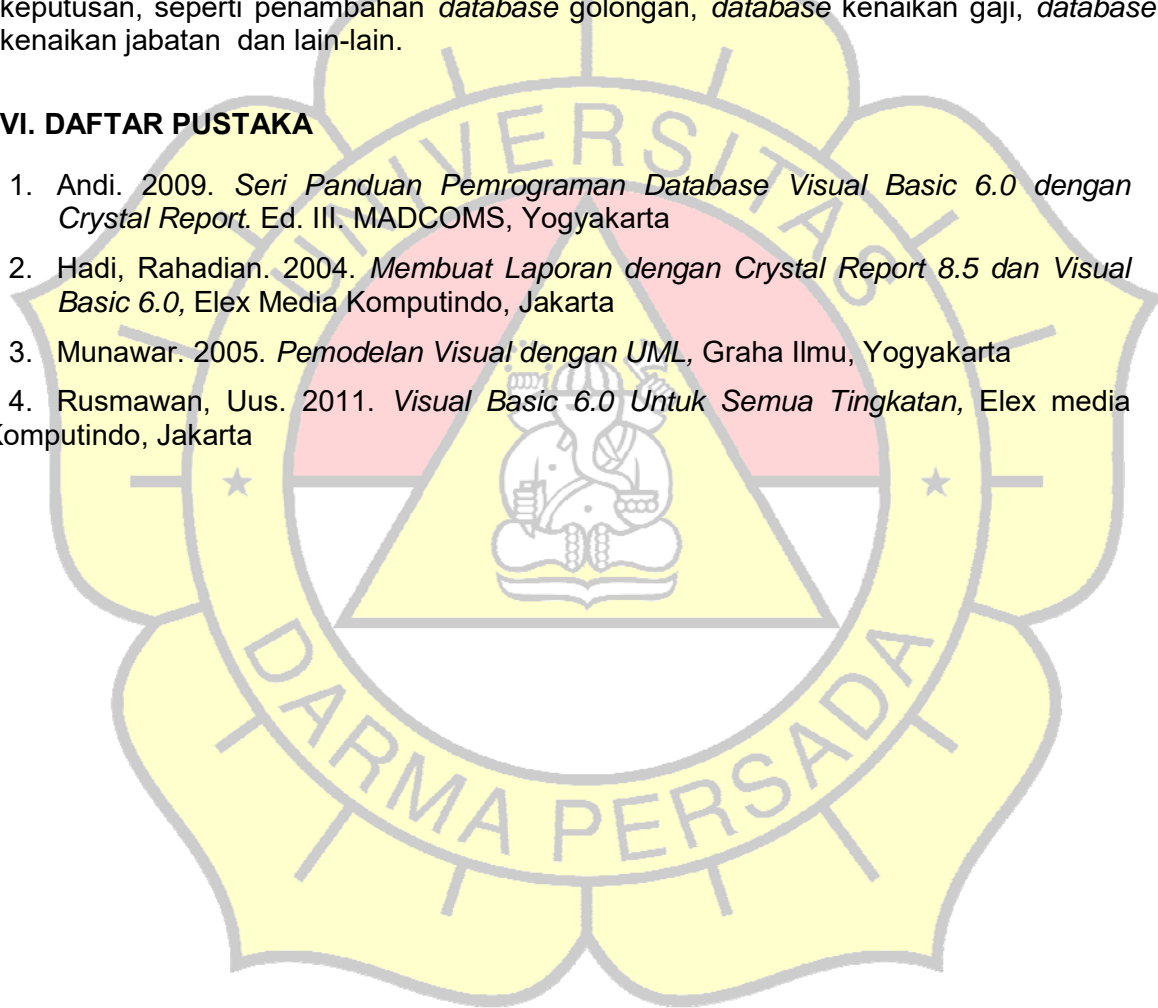 keputusan, seperti penambahan database golongan, database kenaikan gaji, database
kenaikan jabatan dan lain-lain.
VI. DAFTAR PUSTAKA
1. Andi. 2009. Seri Panduan Pemrograman Database Visual Basic 6.0 dengan
Crystal Report. Ed. III. MADCOMS, Yogyakarta
2. Hadi, Rahadian. 2004. Membuat Laporan dengan Crystal Report 8.5 dan Visual
Basic 6.0, Elex Media Komputindo, Jakarta
3. Munawar. 2005. Pemodelan Visual dengan UML, Graha Ilmu, Yogyakarta
4. Rusmawan, Uus. 2011. Visual Basic 6.0 Untuk Semua Tingkatan, Elex media
Komputindo, Jakarta
UNIVERSITAS
DARMA PERSADA